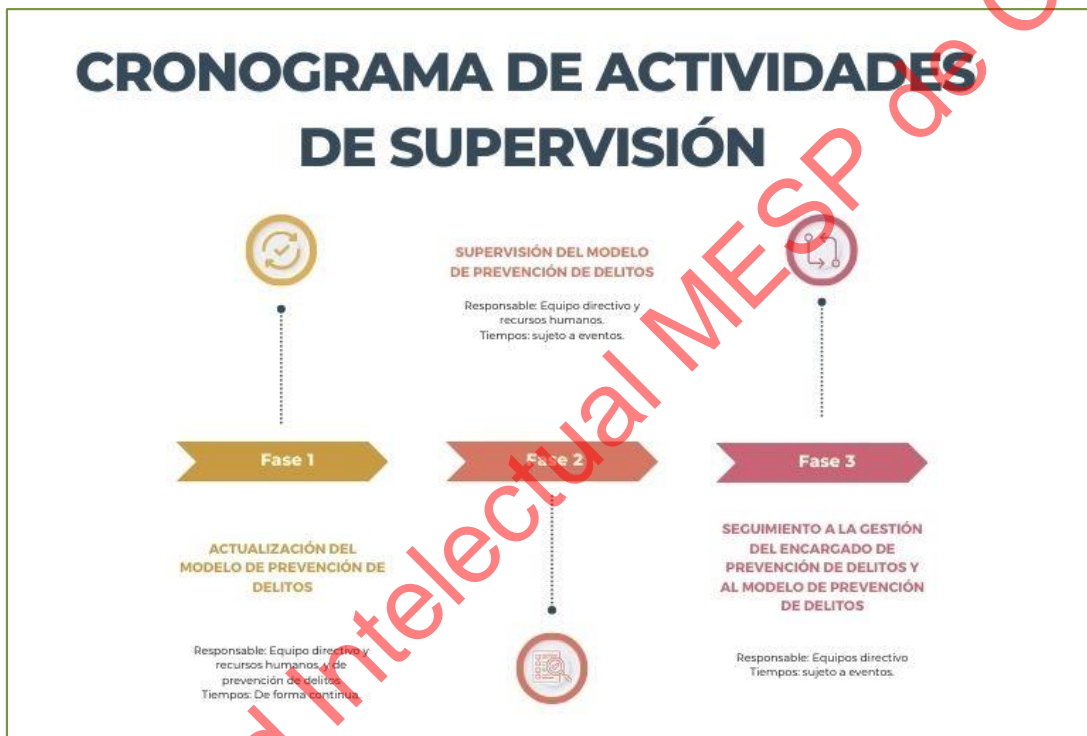 CRONOGRAMA DE ACTIVIDADES
DE SUPERVISIÓN
SUPERVISIÓN DEL MODELO
DE PREVENCIÓN DE DELITOS
Responsable: Equipo directivo y
recursos humanos.
Tiempos: sujeto a eventos.
Fase 1
Fase 2
Fase 3
ACTUALIZACIÓN DEL
MODELO DE PREVENCIÓN DE
DELITOS
Responsable: Equipo directivo y
recursos humanos, y de
prevención de delitos
Tiempos: De forma continua.
SEGUIMIENTO A LA GESTIÓN
DEL ENCARGADO DE
PREVENCIÓN DE DELITOS Y
AL MODELO DE PREVENCIÓN
DE DELITOS
Responsable: Equipos directivo
Tiempos: sujeto a eventos.
Intelectual MESP de